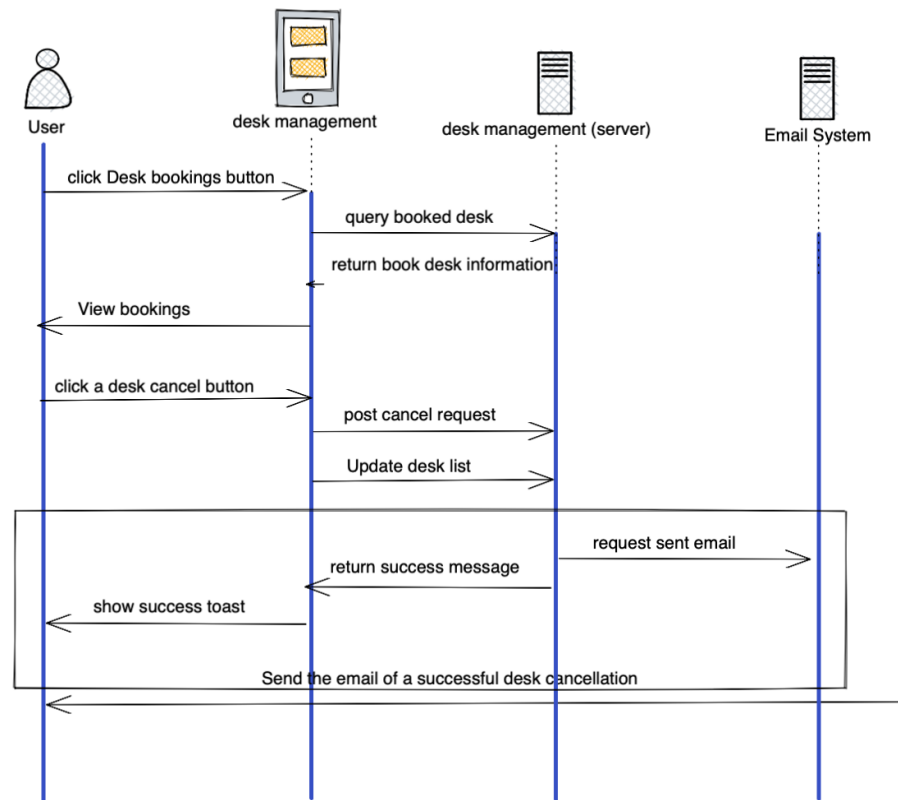 User
desk management
desk management (server)
Email System
click Desk bookings button
query booked desk
return book desk information
View bookings
click a desk cancel button
post cancel request
Update desk list
request sent email
return success message
show success toast
Send the email of a successful desk cancellation